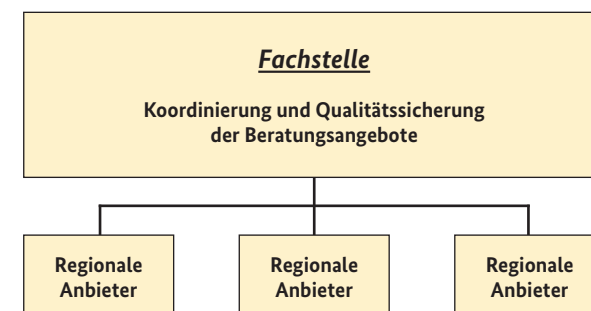 Fachstelle
Koordinierung und Qualitätssicherung
der Beratungsangebote
Regionale
Anbieter
Regionale
Anbieter
Regionale
Anbieter